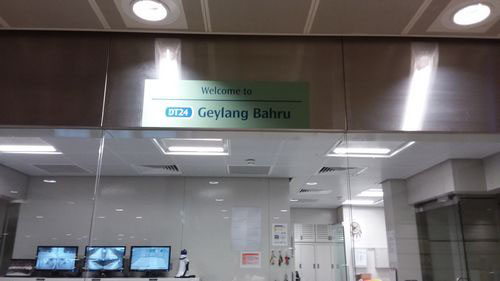 Welcome to
DT24 Geylang Bahru